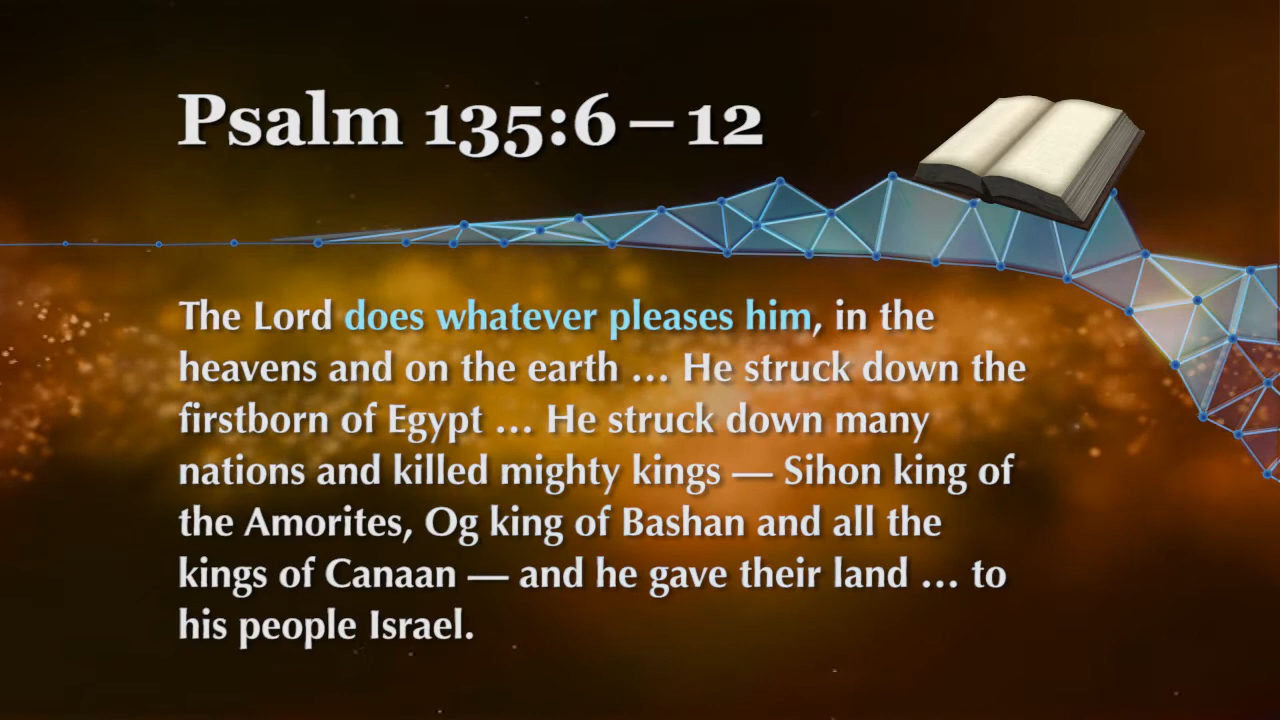 Psalm 135:6–12
The Lord does whatever pleases him, in the
heavens and on the earth … He struck down the
firstborn of Egypt … He struck down many
nations and killed mighty kings — Sihon king of
the Amorites, Og king of Bashan and all the
kings of Canaan — and he gave their land … to
his people Israel.